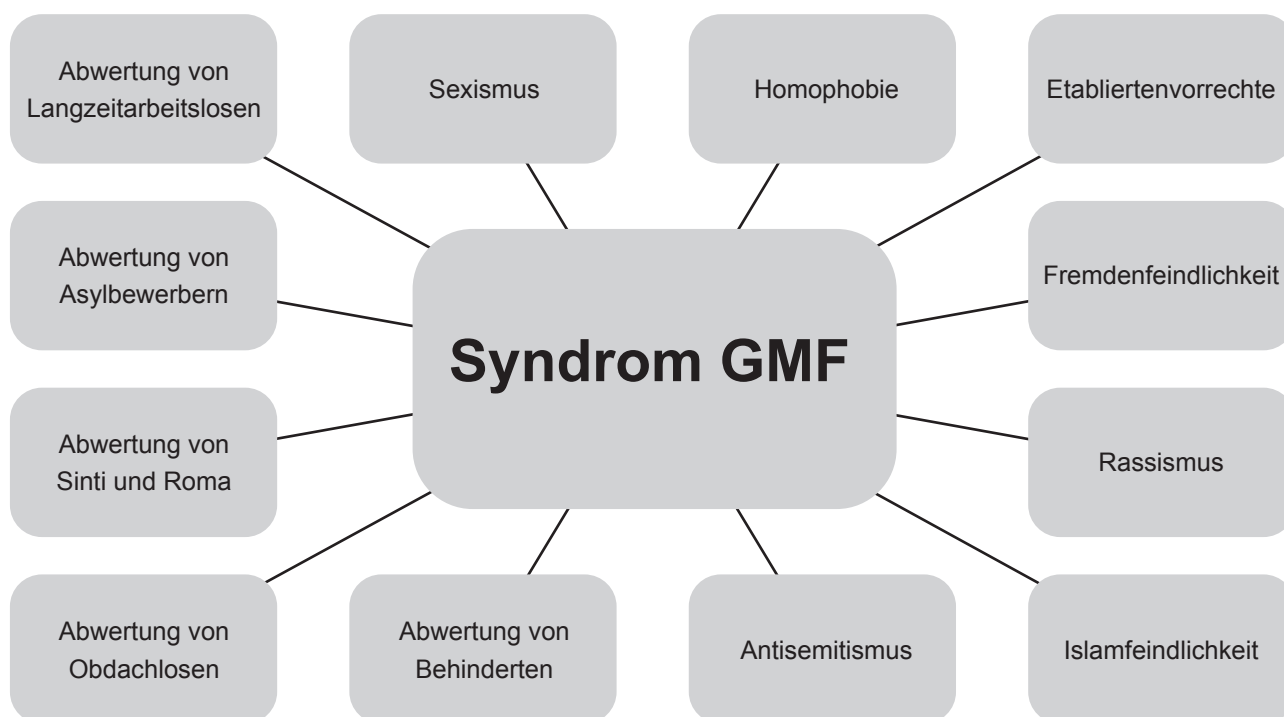 Abwertung von
Langzeitarbeitslosen
Sexismus
Homophobie
Etabliertenvorrechte
Abwertung von
Asylbewerbern
Fremdenfeindlichkeit
Syndrom GMF
Abwertung von
Sinti und Roma
Rassismus
Abwertung von
Obdachlosen
Abwertung von
Behinderten
Antisemitismus
Islamfeindlichkeit